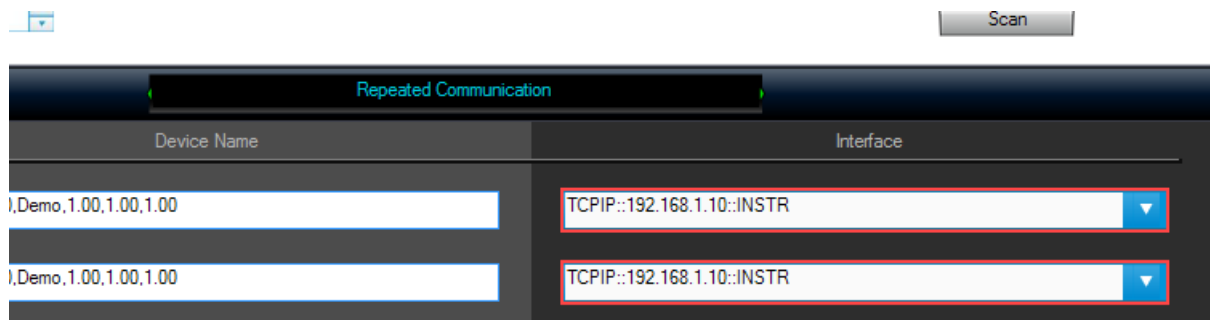 Scan
Repeated Communication
Device Name Interface
,Demo,1.00,1.00,1.00 TCPIP::192.168.1.10::INSTR
,Demo,1.00,1.00,1.00 TCPIP::192.168.1.10::INSTR